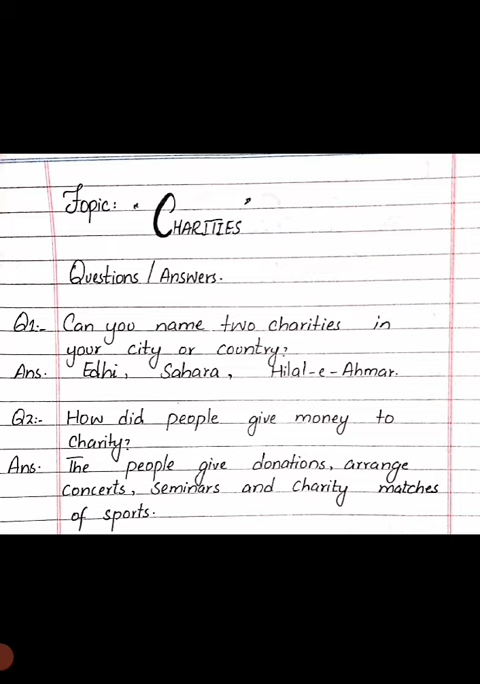 Topic: " CHARITIES "
Questions / Answers.
Q1:- Can you name two charities in
your city or country?
Ans. Edhi, Sahara, Hilal-e-Ahmar.
Q2:- How did people give money to
charity?
Ans. The people give donations, arrange
concerts, seminars and charity matches
of sports.